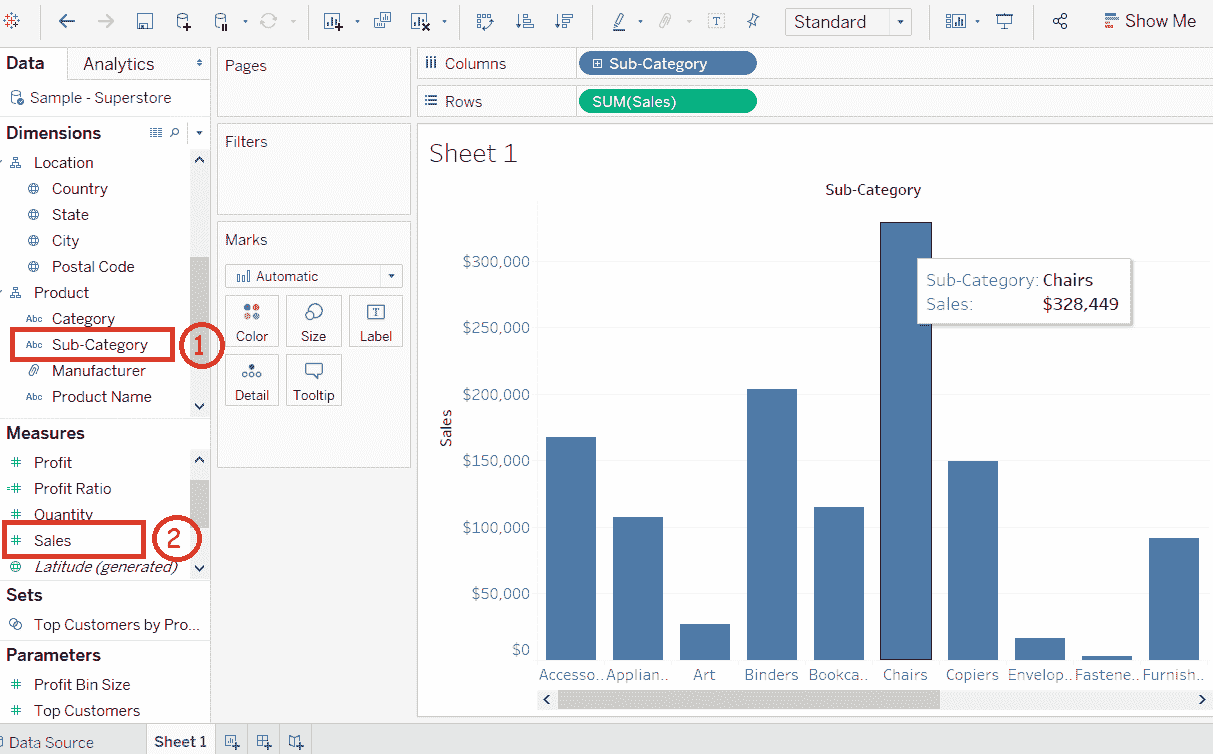 Standard
Show Me
Data
Analytics
Sample - Superstore
Dimensions
Location
Country
State
City
Postal Code
Product
Abc Category
Abc Sub-Category
1
Manufacturer
Abc Product Name
Measures
Profit
Profit Ratio
Quantity
Sales
2
Latitude (generated)
Sets
Top Customers by Pro...
Parameters
Profit Bin Size
Top Customers
Pages
Filters
Marks
Automatic
Color
Size
T
Label
Detail
Tooltip
Columns
Sub-Category
Rows
SUM(Sales)
Sheet 1
Sub-Category
Sales
$300,000
$250,000
$200,000
$150,000
$100,000
$50,000
$0
Sub-Category: Chairs
Sales: $328,449
Accesso.. Applian.. Art Binders Bookca.. Chairs Copiers Envelop.. Fastene.. Furnish..
Data Source
Sheet 1